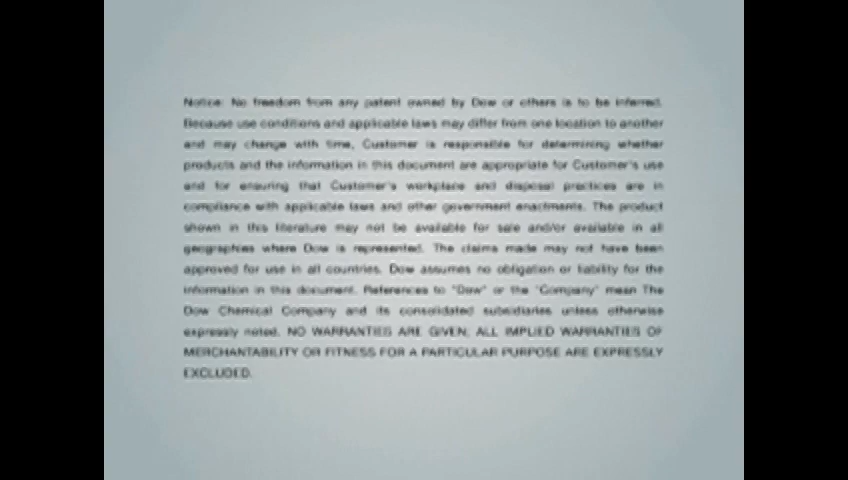 Notice: No freedom from any patent owned by Dow or others is to be inferred.
Because use conditions and applicable laws may differ from one location to another
and may change with time, Customer is responsible for determining whether
products and the information in this document are appropriate for Customer's use
and for ensuring that Customer's workplace and disposal practices are in
compliance with applicable laws and other government enactments. The product
shown in this literature may not be available for sale and/or available in all
geographies where Dow is represented. The claims made may not have been
approved for use in all countries. Dow assumes no obligation or liability for the
information in this document. References to "Dow" or the "Company" mean The
Dow Chemical Company and its consolidated subsidiaries unless otherwise
expressly noted. NO WARRANTIES ARE GIVEN; ALL IMPLIED WARRANTIES OF
MERCHANTABILITY OR FITNESS FOR A PARTICULAR PURPOSE ARE EXPRESSLY
EXCLUDED.